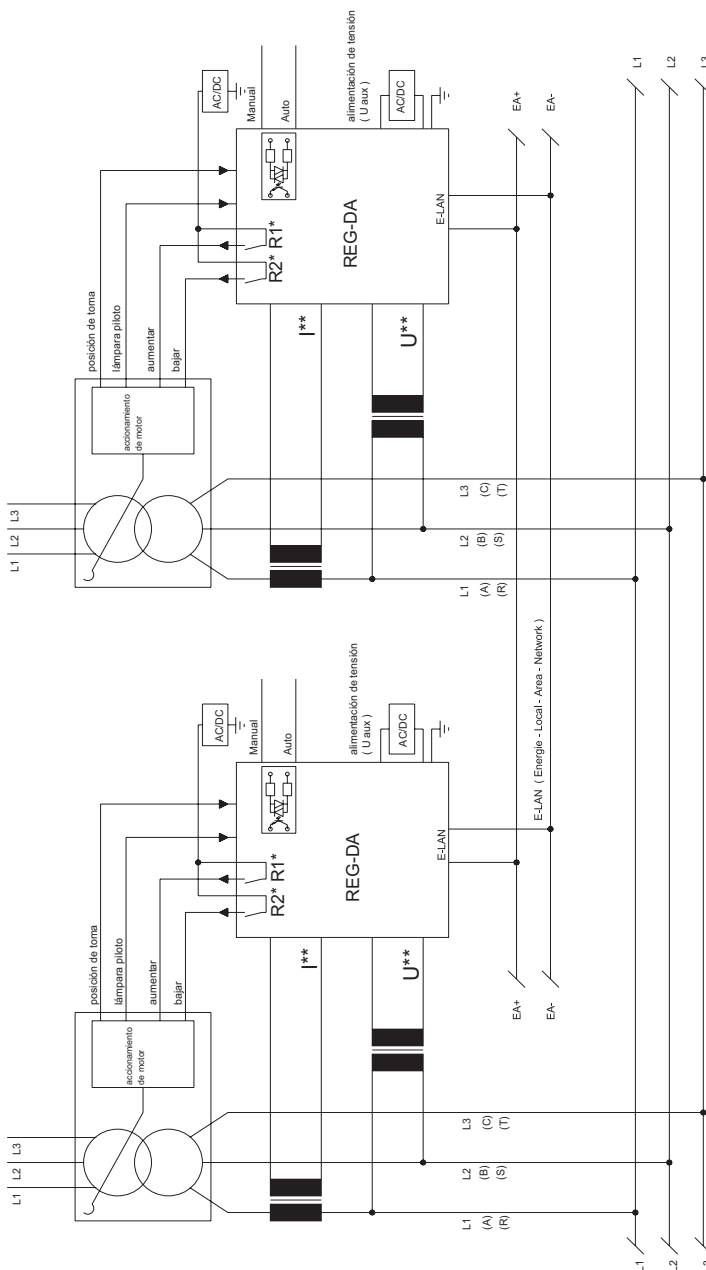 L1
L2
L3
accionamiento
de motor
posición de toma
lámpara piloto
aumentar
bajar
AC/DC
Manual
Auto
R2* R1*
I**
REG-DA
U**
alimentación de tensión
( U aux )
AC/DC
E-LAN
L1
(A)
(R)
L2
(B)
(S)
L3
(C)
(T)
L1
L2
L3
accionamiento
de motor
posición de toma
lámpara piloto
aumentar
bajar
AC/DC
Manual
Auto
R2* R1*
I**
REG-DA
U**
alimentación de tensión
( U aux )
AC/DC
E-LAN
L1
(A)
(R)
L2
(B)
(S)
L3
(C)
(T)
EA+
EA-
E-LAN ( Energie - Local - Area - Network )
EA+
EA-
L1
L2
L1
L2
L3